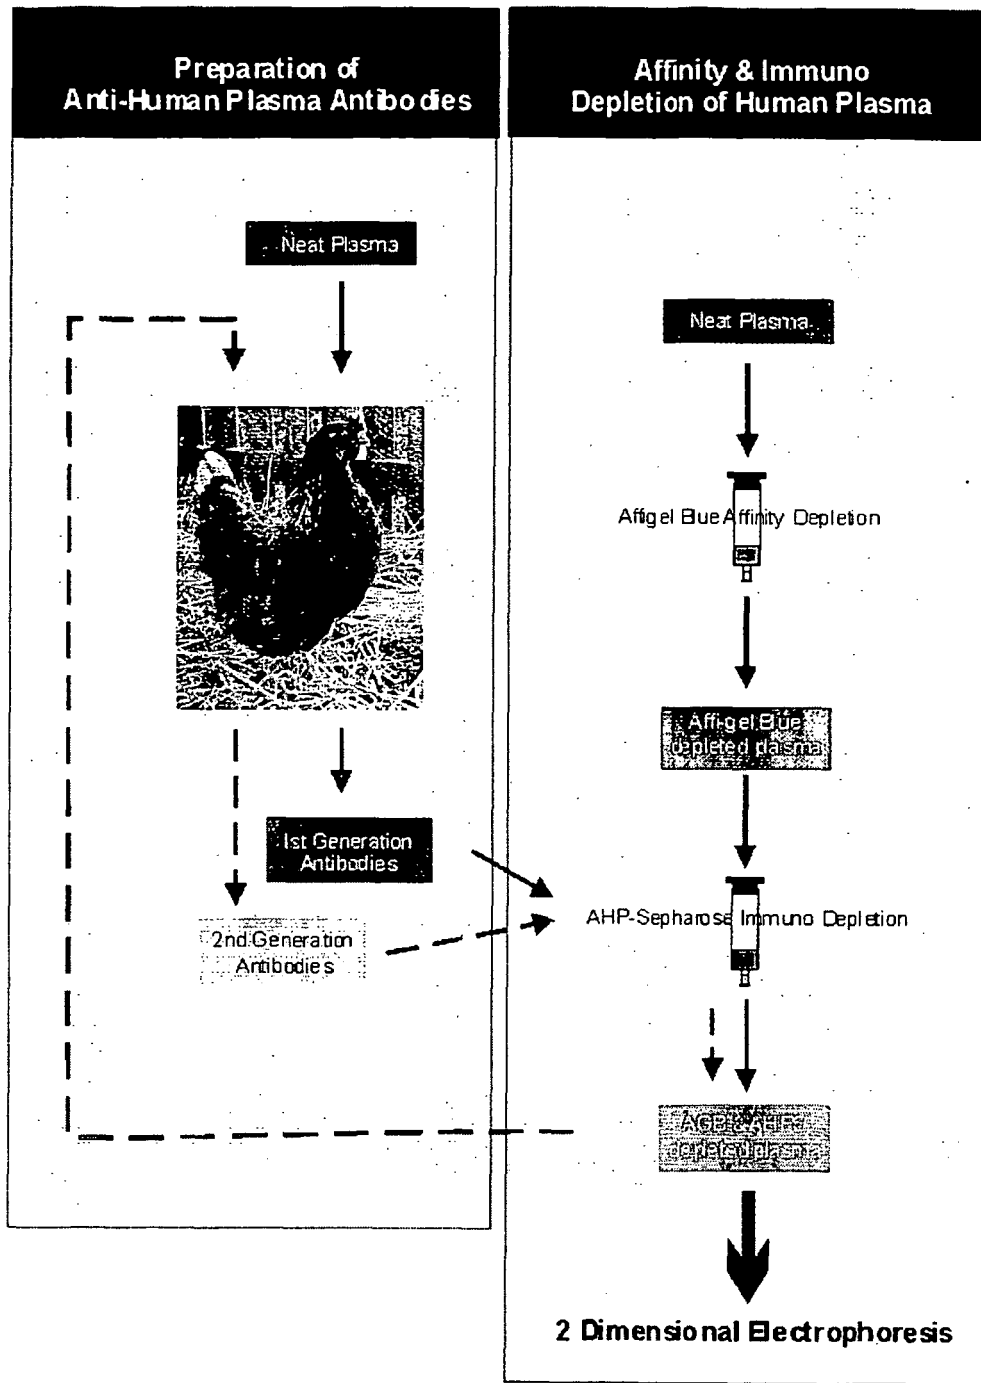 Preparation of
Anti-Human Plasma Antibodies
Neat Plasma
1st Generation
Antibodies
2nd Generation
Antibodies
Affinity & Immuno
Depletion of Human Plasma
Neat Plasma
Affigel Blue Affinity Depletion
Affi-gel Blue
depleted plasma
AHP-Sepharose Immuno Depletion
depleted plasma
2 Dimensional Electrophoresis